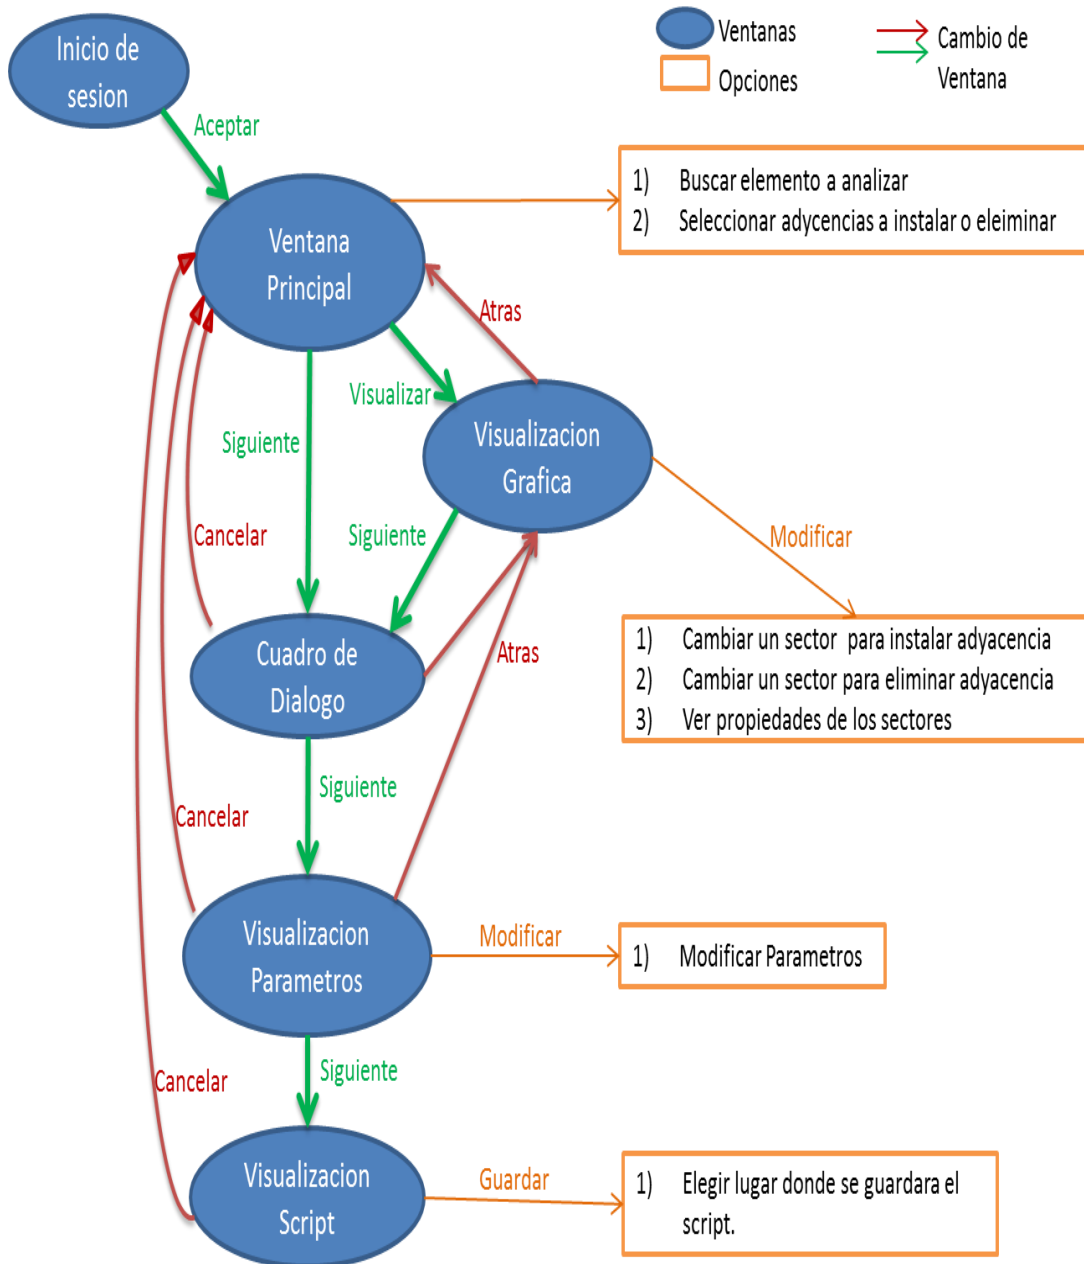 Inicio de
sesion
Ventanas
Opciones
Cambio de
Ventana
Aceptar
1) Buscar elemento a analizar
2) Seleccionar adycencias a instalar o eleiminar
Ventana
Principal
Atras
Visualizar
Siguiente
Visualizacion
Grafica
Cancelar
Siguiente
Modificar
Cuadro de
Dialogo
Atras
1) Cambiar un sector para instalar adyacencia
2) Cambiar un sector para eliminar adyacencia
3) Ver propiedades de los sectores
Siguiente
Cancelar
Visualizacion
Parametros
Modificar
1) Modificar Parametros
Siguiente
Cancelar
Visualizacion
Script
Guardar
1) Elegir lugar donde se guardara el
script.